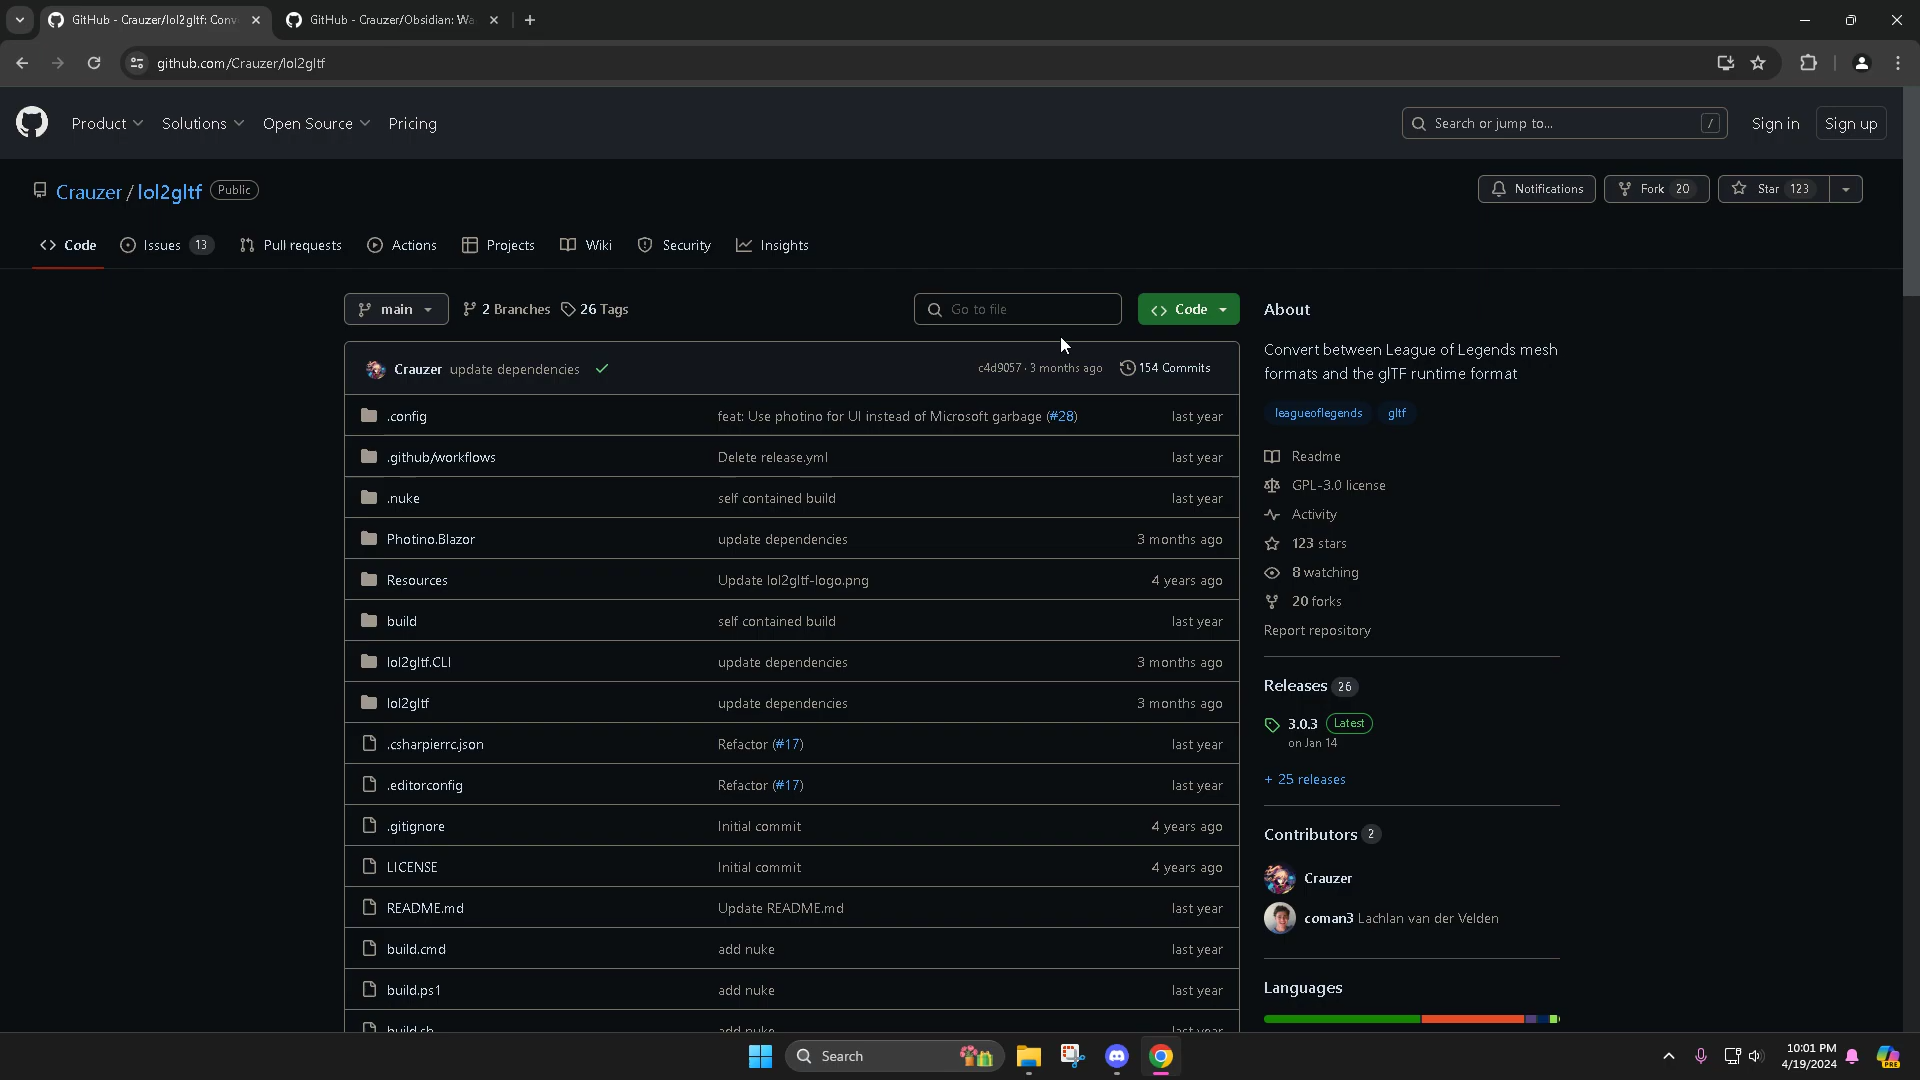 GitHub - Crauzer/lol2gltf: Conv
GitHub - Crauzer/Obsidian: Wa
github.com/Crauzer/lol2gltf
Product
Solutions
Open Source
Pricing
Search or jump to...
/
Sign in
Sign up
Crauzer / lol2gltf
Public
Notifications
Fork 20
Star 123
Code
Issues 13
Pull requests
Actions
Projects
Wiki
Security
Insights
main
2 Branches
26 Tags
Go to file
Code
Crauzer update dependencies
c4d9057 · 3 months ago
154 Commits
.config feat: Use photino for UI instead of Microsoft garbage (#28) last year
.github/workflows Delete release.yml last year
.nuke self contained build last year
Photino.Blazor update dependencies 3 months ago
Resources Update lol2gltf-logo.png 4 years ago
build self contained build last year
lol2gltf.CLI update dependencies 3 months ago
lol2gltf update dependencies 3 months ago
.csharpierrc.json Refactor (#17) last year
.editorconfig Refactor (#17) last year
.gitignore Initial commit 4 years ago
LICENSE Initial commit 4 years ago
README.md Update README.md last year
build.cmd add nuke last year
build.ps1 add nuke last year
build.sh add nuke last year
About
Convert between League of Legends mesh
formats and the glTF runtime format
leagueoflegends
gltf
Readme
GPL-3.0 license
Activity
123 stars
8 watching
20 forks
Report repository
Releases 26
3.0.3 Latest
on Jan 14
+ 25 releases
Contributors 2
Crauzer
coman3 Lachlan van der Velden
Languages
Search
10:01 PM
4/19/2024
PRE